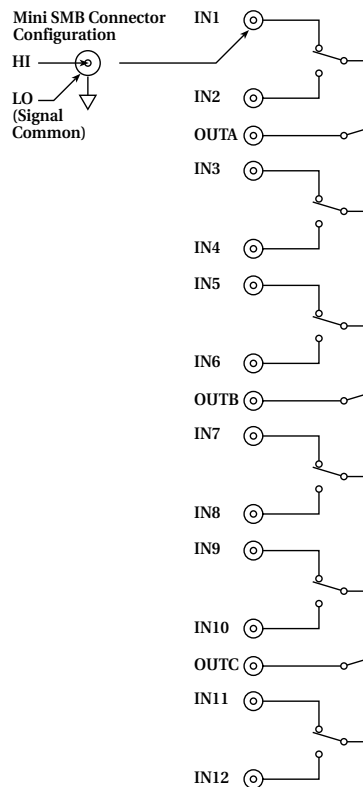 Mini SMB Connector
Configuration
HI
LO
(Signal
Common)
IN1
IN2
OUTA
IN3
IN4
IN5
IN6
OUTB
IN7
IN8
IN9
IN10
OUTC
IN11
IN12